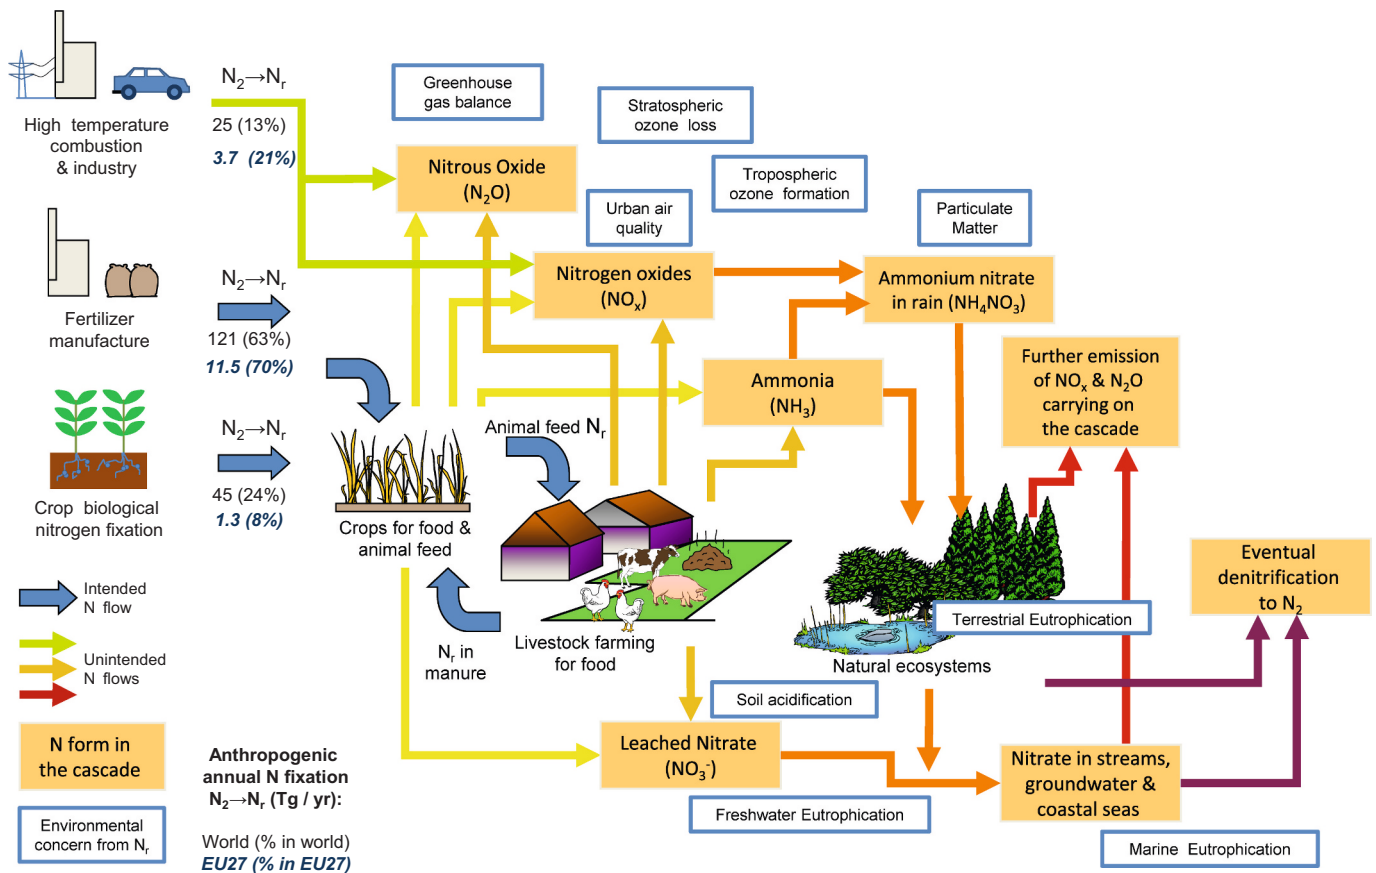 N₂→Nᵣ
High temperature
combustion
& industry
25 (13%)
3.7 (21%)
Greenhouse
gas balance
Stratospheric
ozone loss
Nitrous Oxide
(N₂O)
Tropospheric
ozone formation
Urban air
quality
Particulate
Matter
N₂→Nᵣ
Fertilizer
manufacture
121 (63%)
11.5 (70%)
Nitrogen oxides
(NOₓ)
Ammonium nitrate
in rain (NH₄NO₃)
Ammonia
(NH₃)
Further emission
of NOₓ & N₂O
carrying on
the cascade
N₂→Nᵣ
Crop biological
nitrogen fixation
45 (24%)
1.3 (8%)
Animal feed Nᵣ
Crops for food &
animal feed
Livestock farming
for food
Nᵣ in
manure
Eventual
denitrification
to N₂
Terrestrial Eutrophication
Natural ecosystems
Soil acidification
Leached Nitrate
(NO₃⁻)
Nitrate in streams,
groundwater &
coastal seas
Freshwater Eutrophication
Marine Eutrophication
Intended
N flow
Unintended
N flows
N form in
the cascade
Environmental
concern from Nᵣ
Anthropogenic
annual N fixation
N₂→Nᵣ (Tg / yr):
World (% in world)
EU27 (% in EU27)